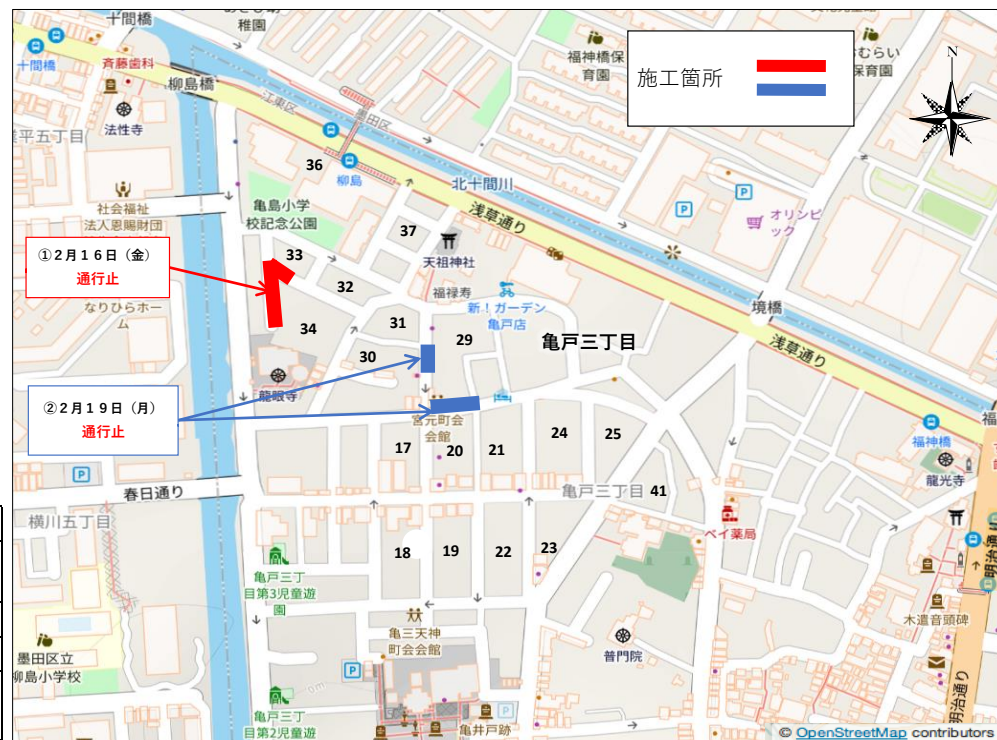 十間橋
稚園
十間橋
斉藤歯科
柳島橋
法性寺
江東区
墨田区
福神橋保
育園
保育園
施工箇所
N
36
柳島
北十間川
浅草通り
オリンピ
ック
社会福祉
法人恩賜財団
亀島小学
校記念公園
37
天祖神社
①2月16日（金）
通行止
33
32
福禄寿
新！ガーデン
亀戸店
境橋
なりひらホー
ム
34
31
29
亀戸三丁目
浅草通り
30
龍眼寺
②2月19日（月）
通行止
宮元町会
会館
17
20
21
24
25
福神橋
龍光寺
春日通り
亀戸三丁目
41
横川五丁目
ベイ薬局
明治通り
18
19
22
23
亀戸三丁
目第3児童遊
園
亀三天神
町会会館
木遣音頭碑
普門院
墨田区立
柳島小学校
亀戸三丁
目第2児童遊
亀井戸跡
明治通り
© OpenStreetMap contributors